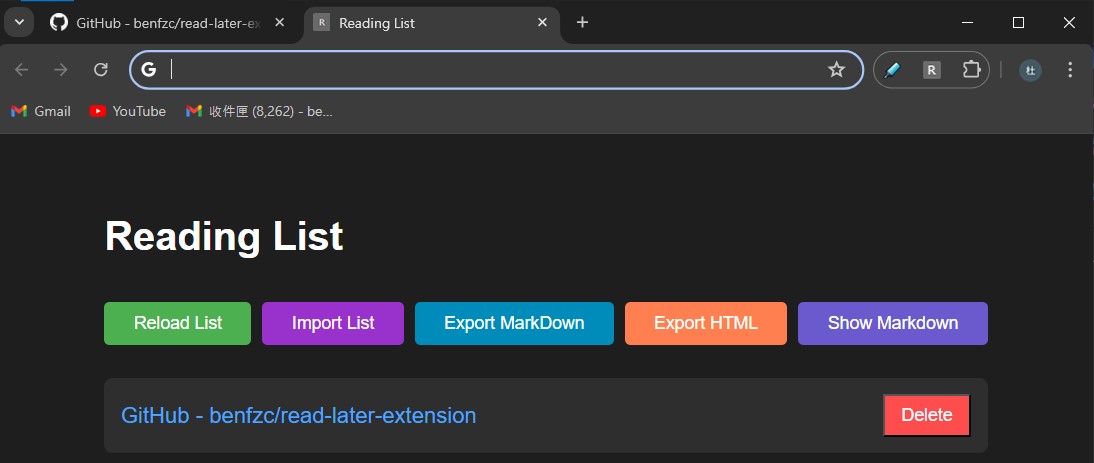 GitHub - benfzc/read-later-ex
R Reading List
G
R
杜
Gmail YouTube 收件匣 (8,262) - be...
Reading List
Reload List Import List Export MarkDown Export HTML Show Markdown
GitHub - benfzc/read-later-extension Delete